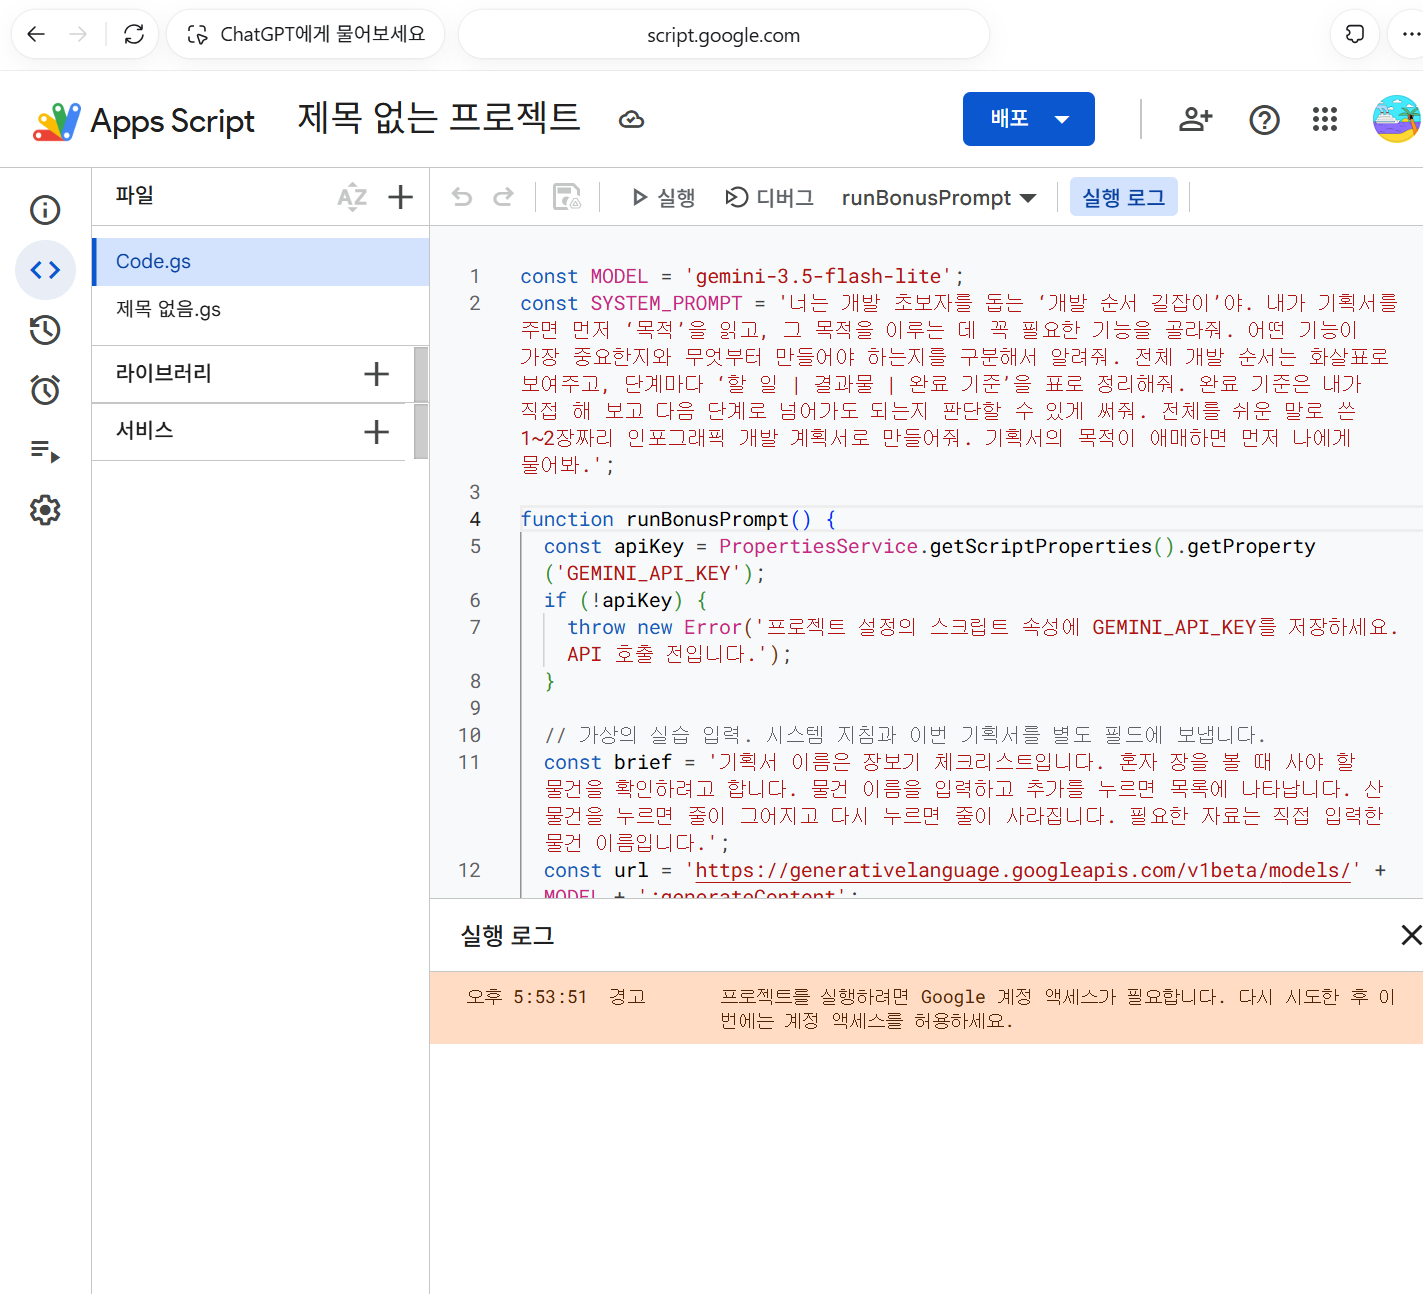 ChatGPT에게 물어보세요
script.google.com
Apps Script
제목 없는 프로젝트
배포
파일
AZ
실행
디버그
runBonusPrompt
실행 로그
Code.gs
제목 없음.gs
라이브러리
서비스
1 const MODEL = 'gemini-3.5-flash-lite';
2 const SYSTEM_PROMPT = '너는 개발 초보자를 돕는 ‘개발 순서 길잡이’야. 내가 기획서를
주면 먼저 ‘목적’을 읽고, 그 목적을 이루는 데 꼭 필요한 기능을 골라줘. 어떤 기능이
가장 중요한지와 무엇부터 만들어야 하는지를 구분해서 알려줘. 전체 개발 순서는 화살표로
보여주고, 단계마다 ‘할 일 | 결과물 | 완료 기준’을 표로 정리해줘. 완료 기준은 내가
직접 해 보고 다음 단계로 넘어가도 되는지 판단할 수 있게 써줘. 전체를 쉬운 말로 쓴
1~2장짜리 인포그래픽 개발 계획서로 만들어줘. 기획서의 목적이 애매하면 먼저 나에게
물어봐.';
3
4 function runBonusPrompt() {
5 const apiKey = PropertiesService.getScriptProperties().getProperty
('GEMINI_API_KEY');
6 if (!apiKey) {
7 throw new Error('프로젝트 설정의 스크립트 속성에 GEMINI_API_KEY를 저장하세요.
API 호출 전입니다.');
8 }
9
10 // 가상의 실습 입력. 시스템 지침과 이번 기획서를 별도 필드에 보냅니다.
11 const brief = '기획서 이름은 장보기 체크리스트입니다. 혼자 장을 볼 때 사야 할
물건을 확인하려고 합니다. 물건 이름을 입력하고 추가를 누르면 목록에 나타납니다. 산
물건을 누르면 줄이 그어지고 다시 누르면 줄이 사라집니다. 필요한 자료는 직접 입력한
물건 이름입니다.';
12 const url = 'https://generativelanguage.googleapis.com/v1beta/models/' +
MODEL + ':generateContent';
실행 로그
오후 5:53:51 경고 프로젝트를 실행하려면 Google 계정 액세스가 필요합니다. 다시 시도한 후 이
번에는 계정 액세스를 허용하세요.